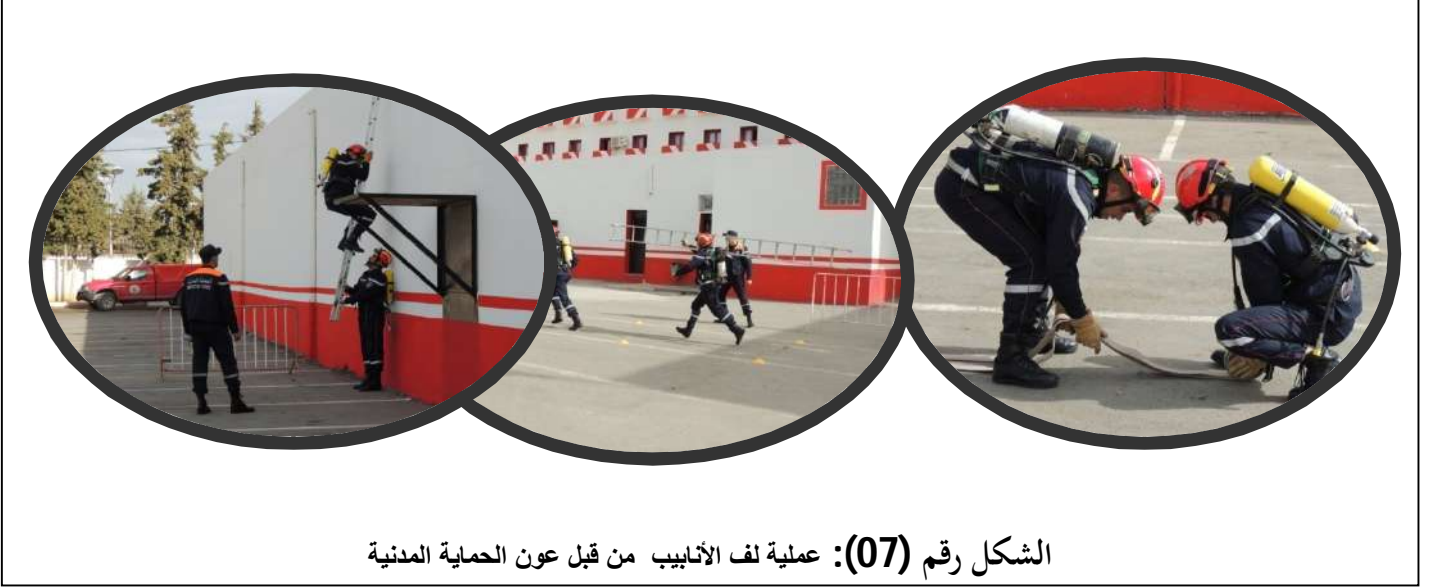 الشكل رقم (07): عملية لف الأنابيب من قبل عون الحماية المدنية